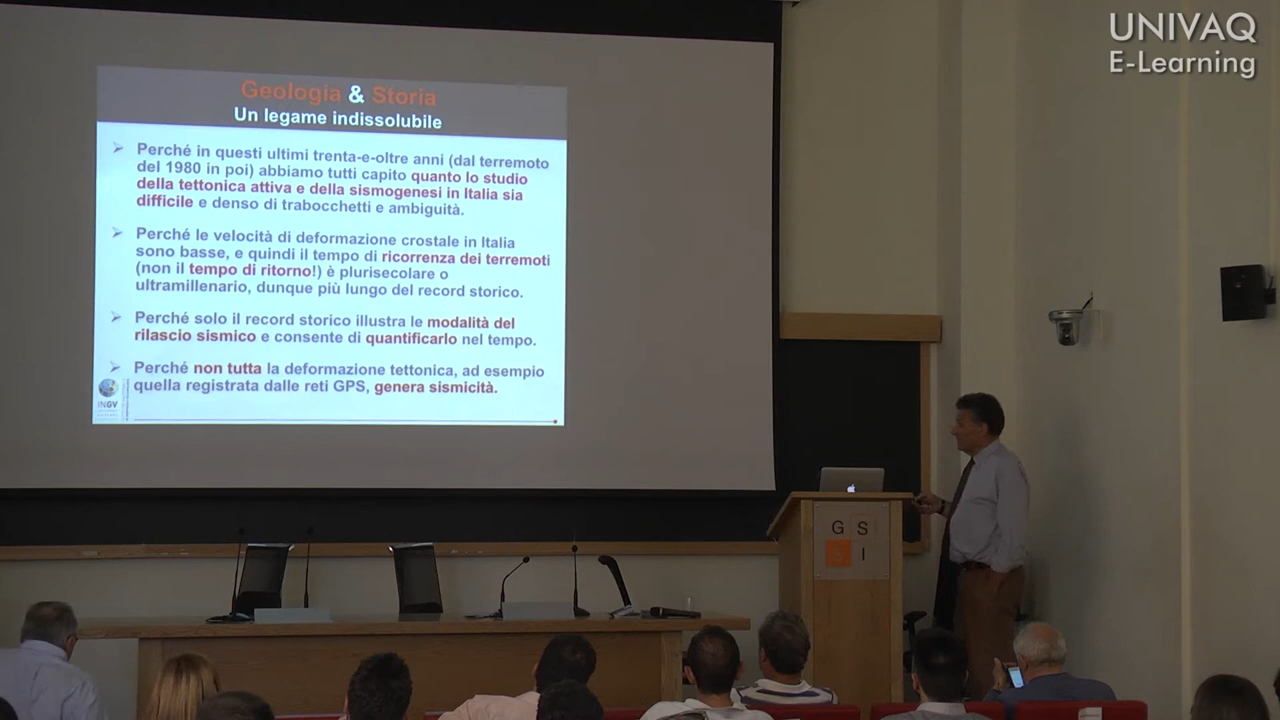 UNIVAQ
E-Learning
Geologia & Storia
Un legame indissolubile
Perché in questi ultimi trenta-e-oltre anni (dal terremoto
del 1980 in poi) abbiamo tutti capito quanto lo studio
della tettonica attiva e della sismogenesi in Italia sia
difficile e denso di trabocchetti e ambiguità.
Perché le velocità di deformazione crostale in Italia
sono basse, e quindi il tempo di ricorrenza dei terremoti
(non il tempo di ritorno!) è plurisecolare o
ultramillenario, dunque più lungo del record storico.
Perché solo il record storico illustra le modalità del
rilascio sismico e consente di quantificarlo nel tempo.
Perché non tutta la deformazione tettonica, ad esempio
quella registrata dalle reti GPS, genera sismicità.
INGV
G S
I